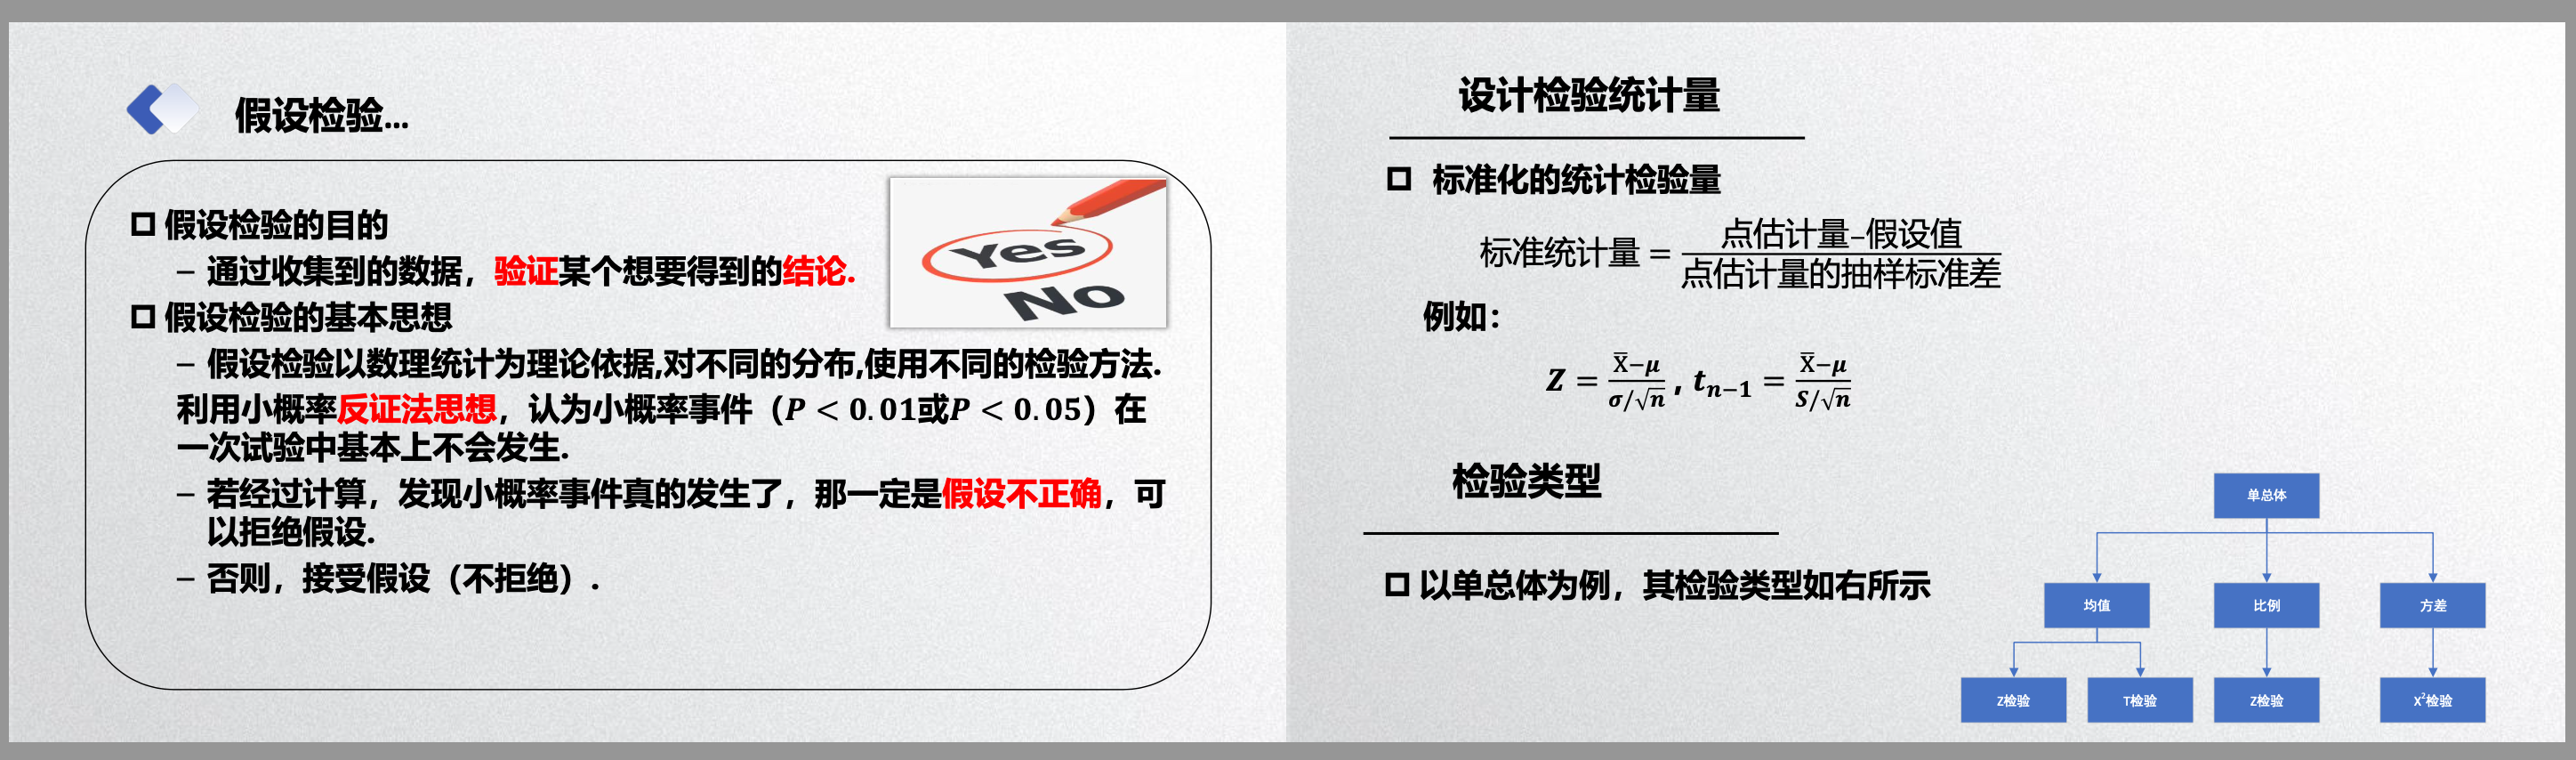 假设检验...
假设检验的目的
– 通过收集到的数据，验证某个想要得到的结论.
Yes
No
假设检验的基本思想
– 假设检验以数理统计为理论依据,对不同的分布,使用不同的检验方法.
利用小概率反证法思想，认为小概率事件（P < 0.01或P < 0.05）在
一次试验中基本上不会发生.
– 若经过计算，发现小概率事件真的发生了，那一定是假设不正确，可
以拒绝假设.
– 否则，接受假设（不拒绝）.
设计检验统计量
标准化的统计检验量
标准统计量 = 点估计量–假设值 / 点估计量的抽样标准差
例如：
Z = (X̄−μ)/(σ/√n) , tₙ₋₁ = (X̄−μ)/(S/√n)
检验类型
以单总体为例，其检验类型如右所示
单总体
均值 比例 方差
Z检验 T检验 Z检验 X²检验